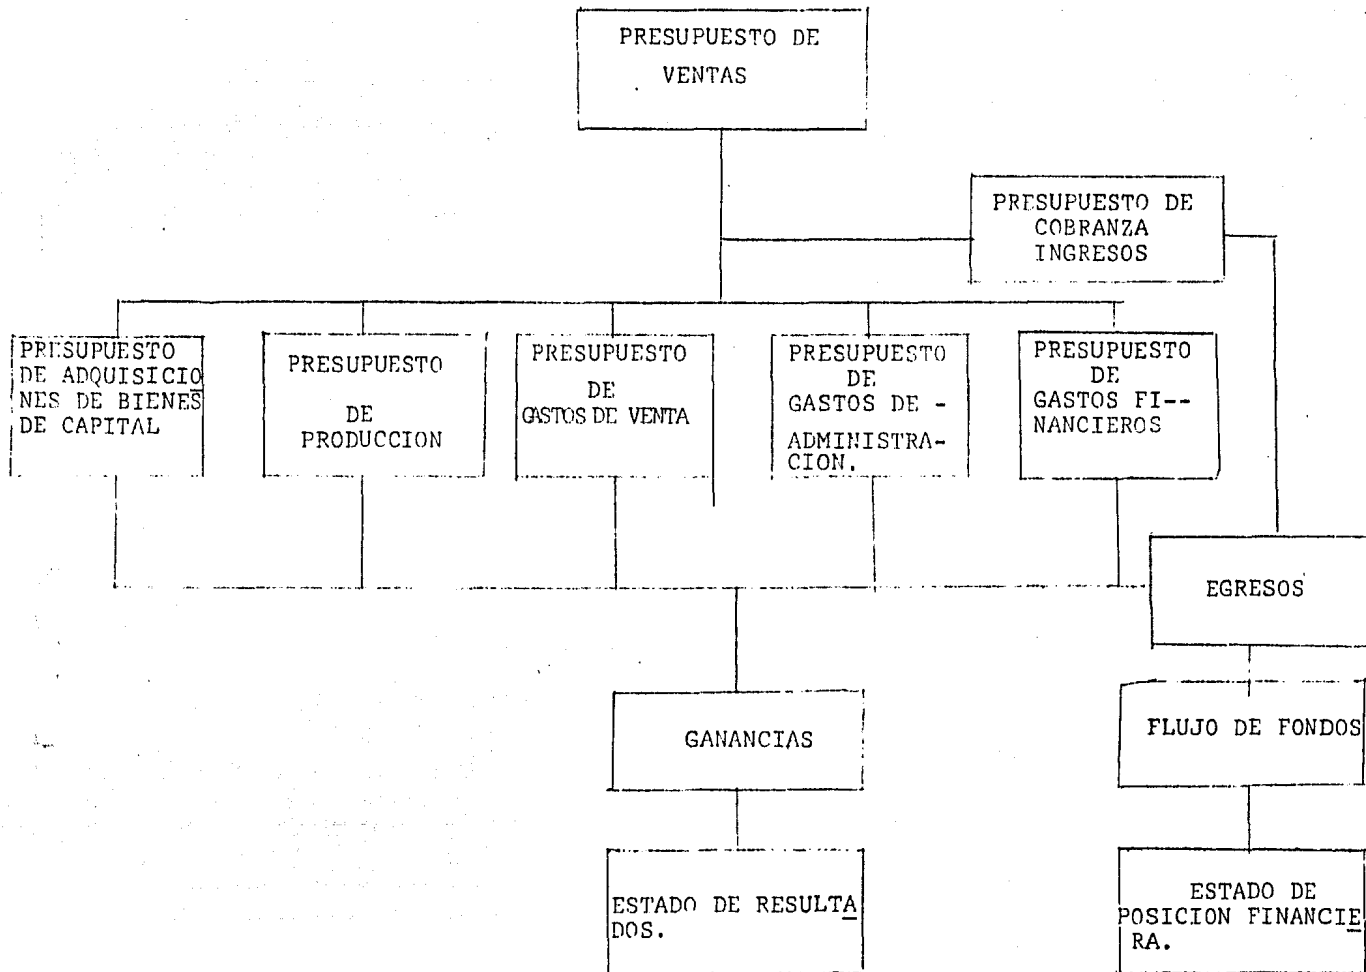 PRESUPUESTO DE
VENTAS
PRESUPUESTO DE
COBRANZA
INGRESOS
PRESUPUESTO
DE ADQUISICIO
NES DE BIENES
DE CAPITAL
PRESUPUESTO
DE
PRODUCCION
PRESUPUESTO
DE
GASTOS DE VENTA
PRESUPUESTO
DE
GASTOS DE -
ADMINISTRA-
CION.
PRESUPUESTO
DE
GASTOS FI--
NANCIEROS
EGRESOS
GANANCIAS
FLUJO DE FONDOS
ESTADO DE RESULTA
DOS.
ESTADO DE
POSICION FINANCIE
RA.